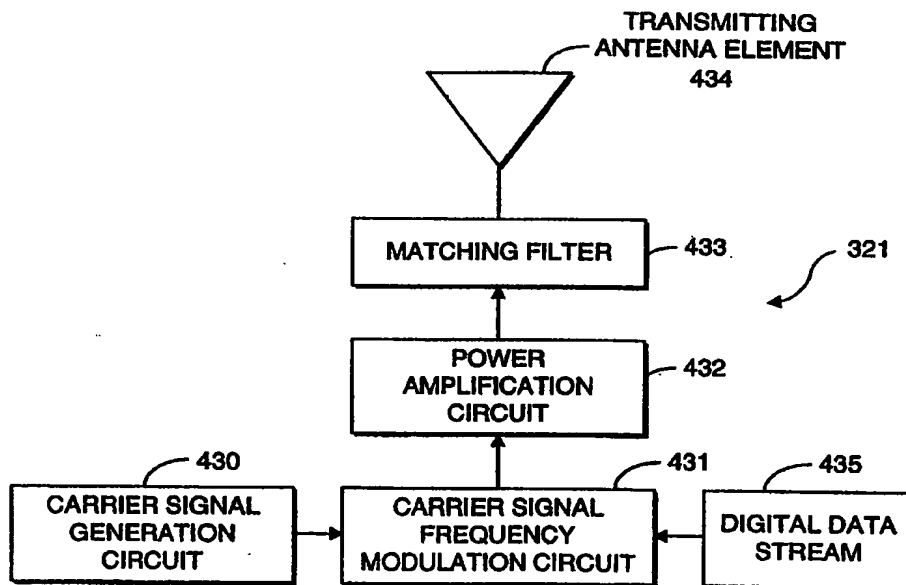 TRANSMITTING
ANTENNA ELEMENT
434
MATCHING FILTER
433
321
POWER
AMPLIFICATION
CIRCUIT
432
430
CARRIER SIGNAL
GENERATION
CIRCUIT
431
CARRIER SIGNAL
FREQUENCY
MODULATION CIRCUIT
435
DIGITAL DATA
STREAM